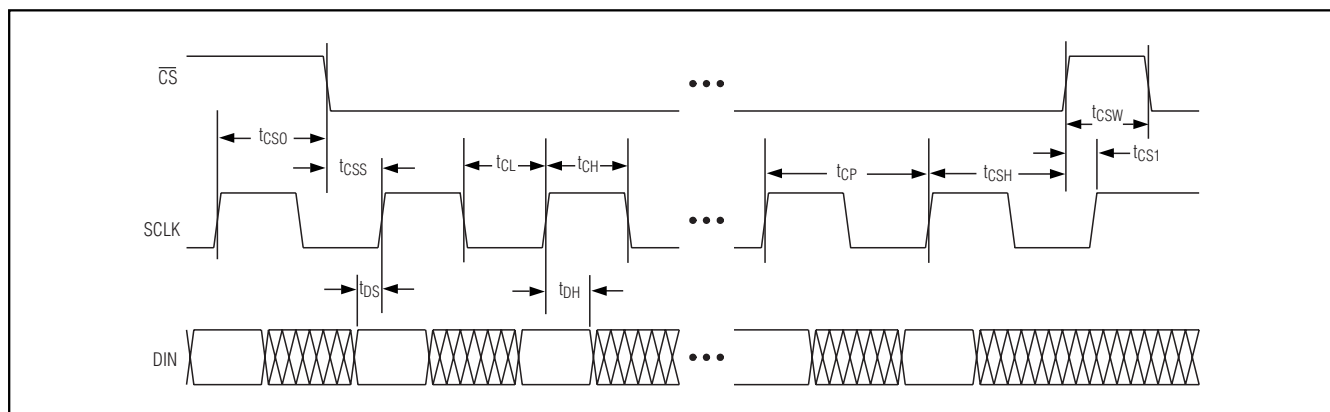 CS
tCSO
tCSW
tCSS
tCL
tCH
tCP
tCSH
tCS1
SCLK
tDS
tDH
DIN